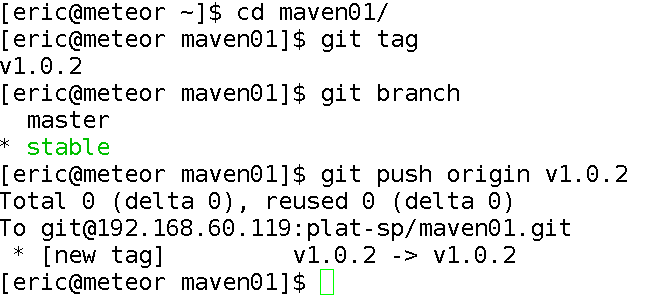 [eric@meteor ~]$ cd maven01/
[eric@meteor maven01]$ git tag
v1.0.2
[eric@meteor maven01]$ git branch
  master
* stable
[eric@meteor maven01]$ git push origin v1.0.2
Total 0 (delta 0), reused 0 (delta 0)
To git@192.168.60.119:plat-sp/maven01.git
 * [new tag]         v1.0.2 -> v1.0.2
[eric@meteor maven01]$